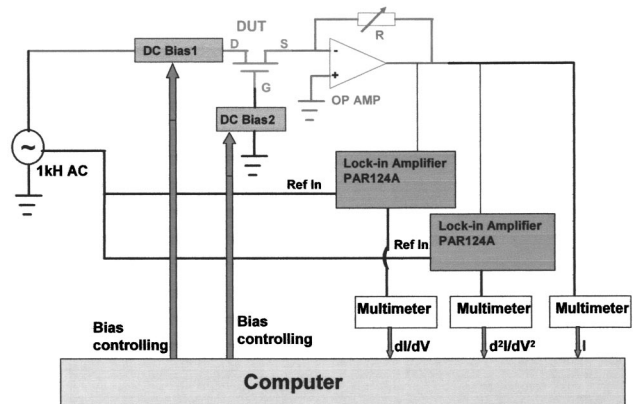 DUT
DC Bias1
D
S
R
G
-
+
OP AMP
DC Bias2
~
1kH AC
Lock-in Amplifier
PAR124A
Ref In
Lock-in Amplifier
PAR124A
Ref In
Multimeter
Multimeter
Multimeter
Bias
controlling
Bias
controlling
dI/dV
d²I/dV²
I
Computer